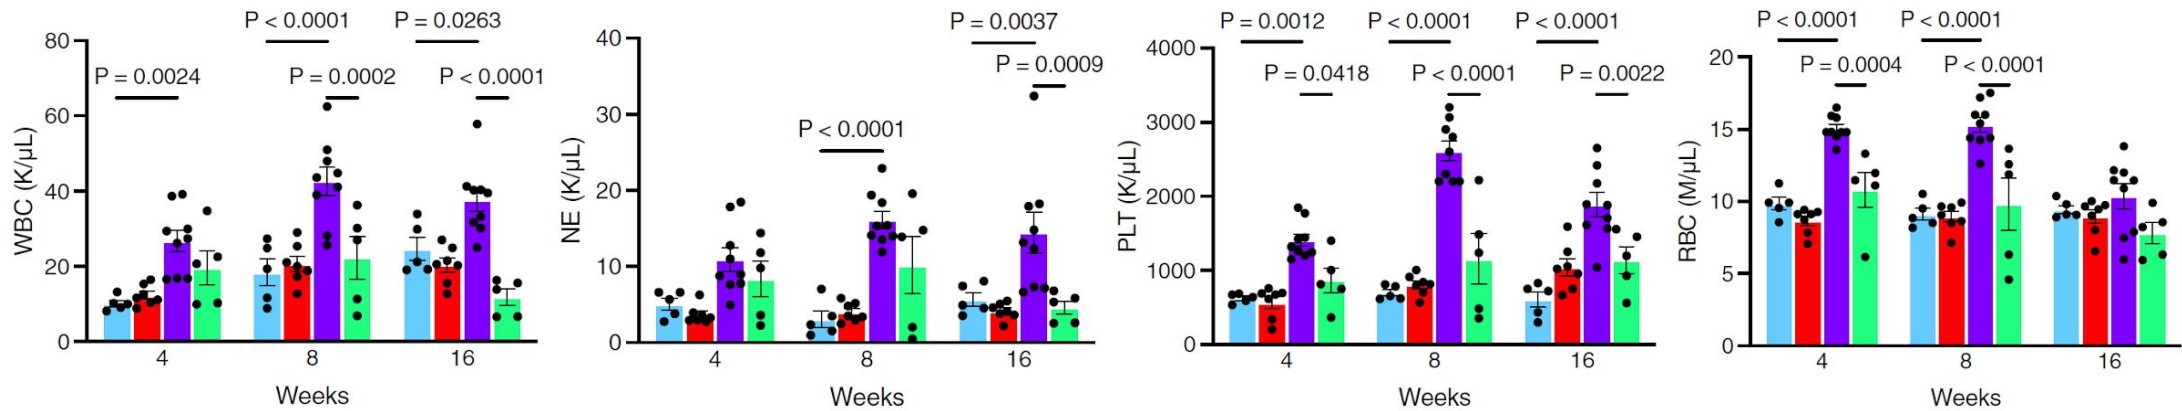 P < 0.0001
P = 0.0263
P = 0.0024
P = 0.0002
P < 0.0001
80
60
40
20
0
WBC (K/μL)
4
8
16
Weeks
P = 0.0037
P = 0.0009
P < 0.0001
40
30
20
10
0
NE (K/μL)
4
8
16
Weeks
P = 0.0012
P < 0.0001
P < 0.0001
P = 0.0418
P < 0.0001
P = 0.0022
4000
3000
2000
1000
0
PLT (K/μL)
4
8
16
Weeks
P < 0.0001
P < 0.0001
P = 0.0004
P < 0.0001
20
15
10
5
0
RBC (M/μL)
4
8
16
Weeks